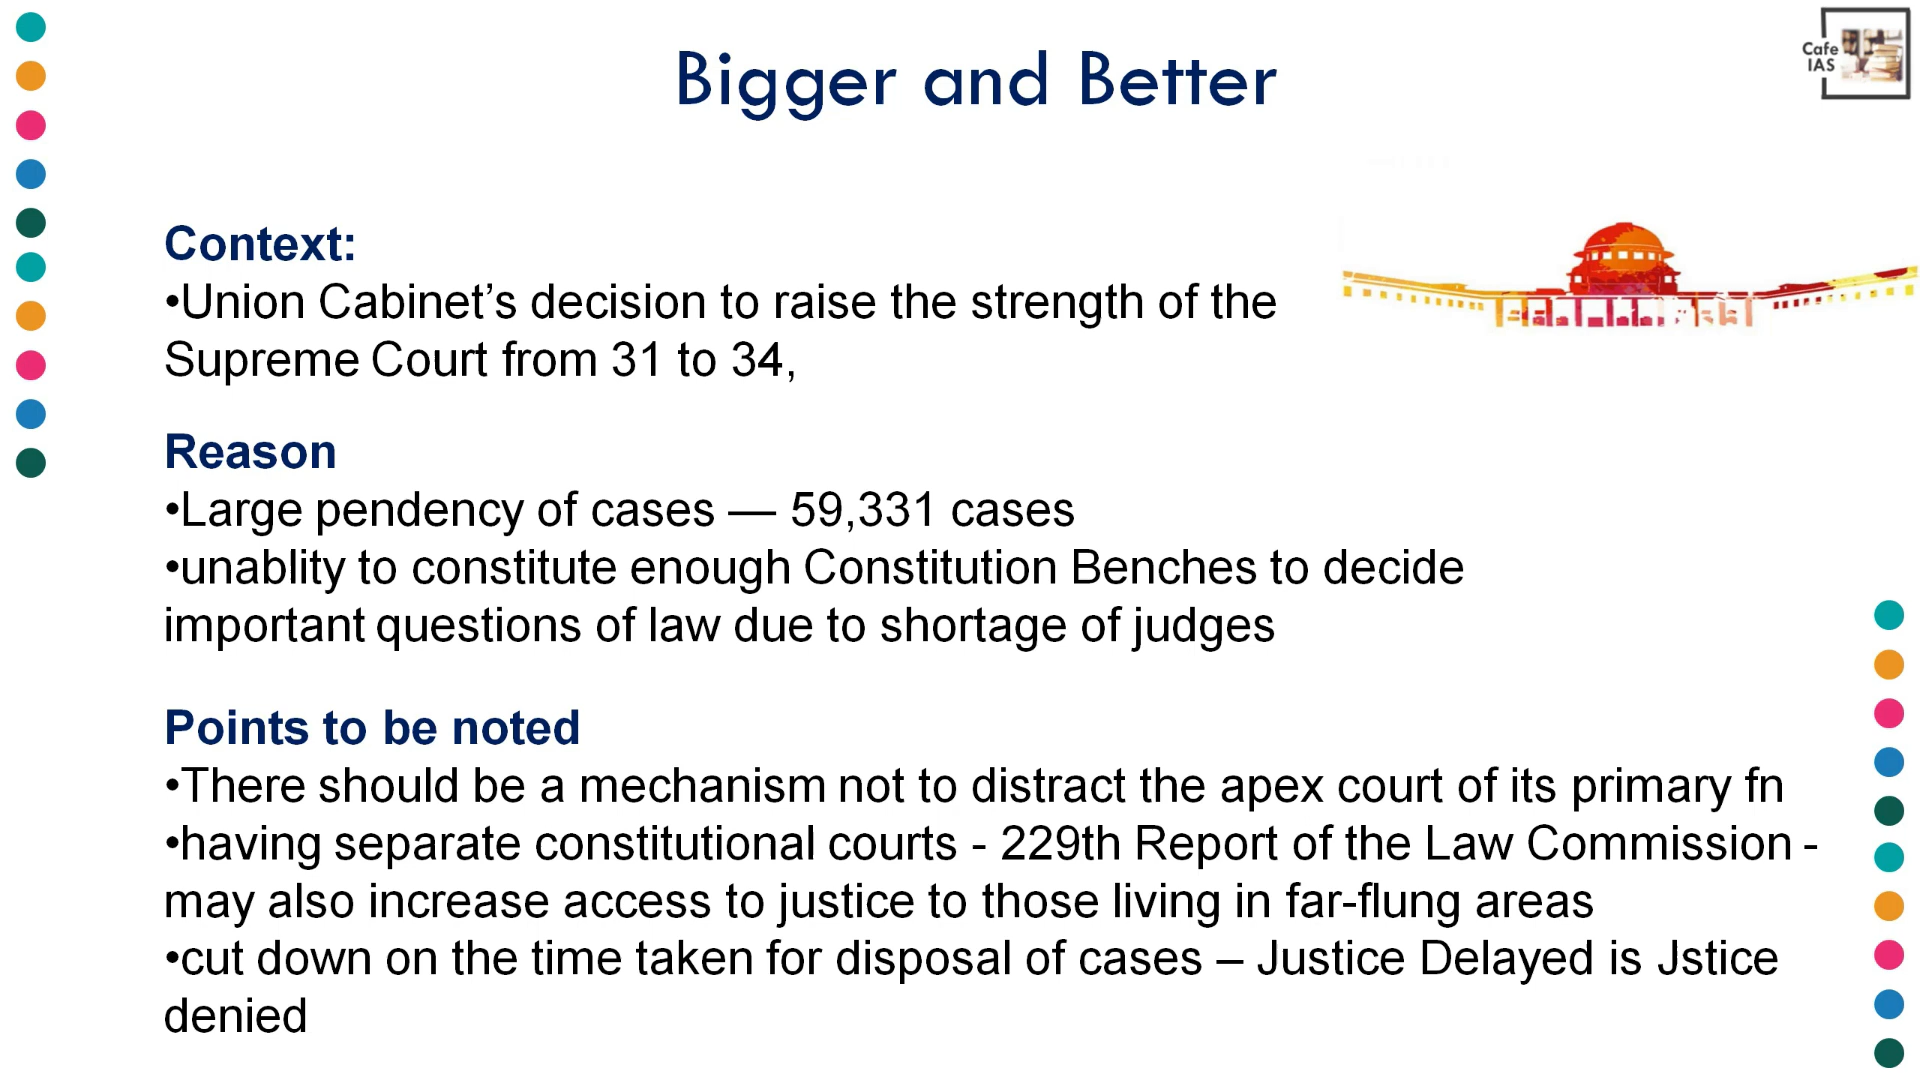 Cafe
IAS
Bigger and Better
Context:
•Union Cabinet’s decision to raise the strength of the
Supreme Court from 31 to 34,
Reason
•Large pendency of cases — 59,331 cases
•unablity to constitute enough Constitution Benches to decide
important questions of law due to shortage of judges
Points to be noted
•There should be a mechanism not to distract the apex court of its primary fn
•having separate constitutional courts - 229th Report of the Law Commission -
may also increase access to justice to those living in far-flung areas
•cut down on the time taken for disposal of cases – Justice Delayed is Jstice
denied